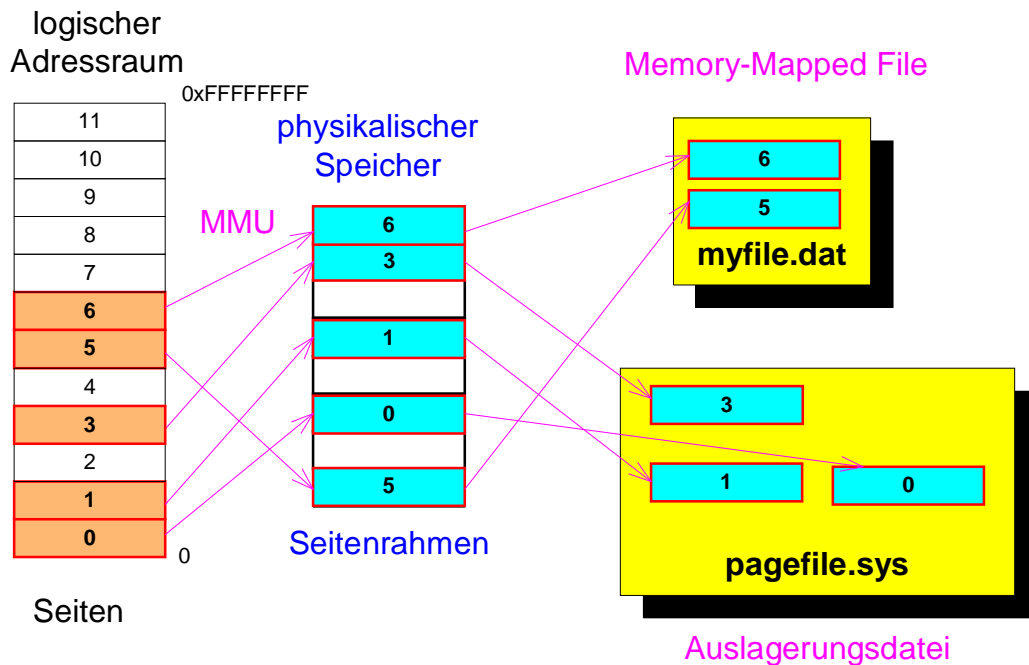 logischer
Adressraum
0xFFFFFFFF
11
10
9
8
7
6
5
4
3
2
1
0
0
Seiten
MMU
physikalischer
Speicher
6
3
1
0
5
Seitenrahmen
Memory-Mapped File
6
5
myfile.dat
3
1
0
pagefile.sys
Auslagerungsdatei